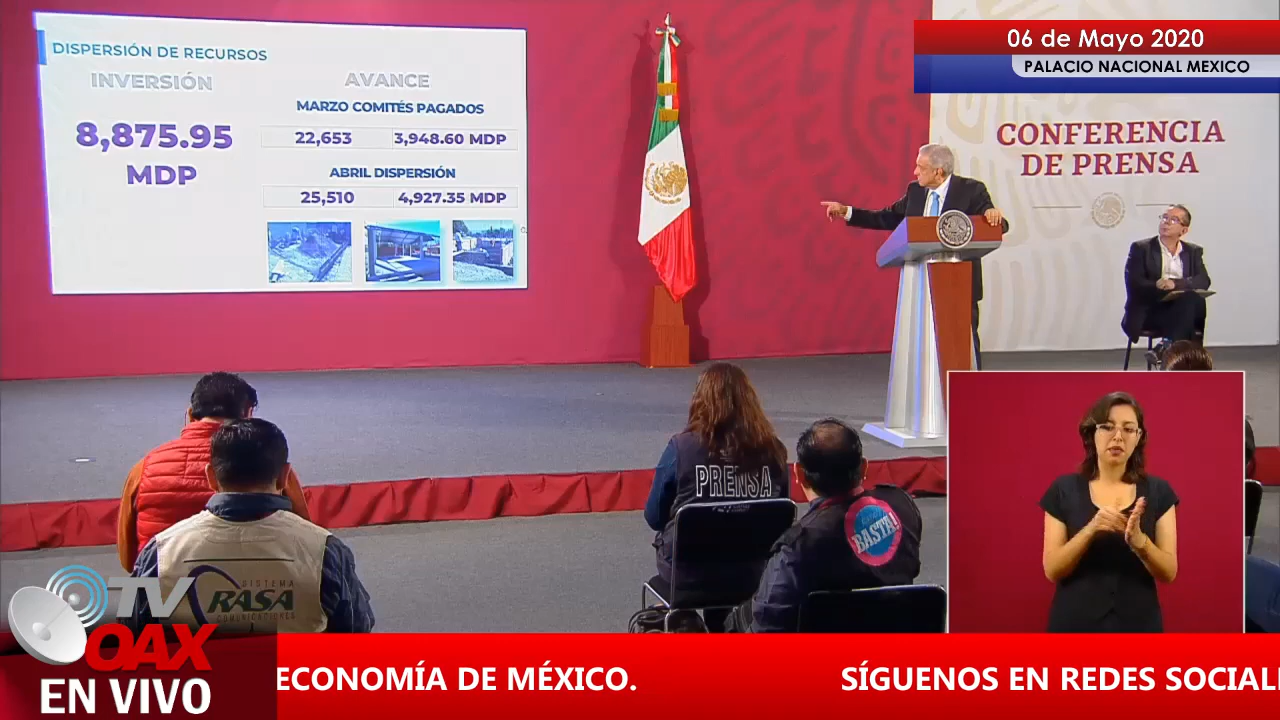 DISPERSIÓN DE RECURSOS
INVERSIÓN
8,875.95
MDP
AVANCE
MARZO COMITÉS PAGADOS
22,653 3,948.60 MDP
ABRIL DISPERSIÓN
25,510 4,927.35 MDP
06 de Mayo 2020
PALACIO NACIONAL MEXICO
CONFERENCIA
DE PRENSA
PRENSA
BASTA!
SISTEMA
RASA
COMUNICACIONES
TV
OAX
EN VIVO
ECONOMÍA DE MÉXICO. SÍGUENOS EN REDES SOCIAL